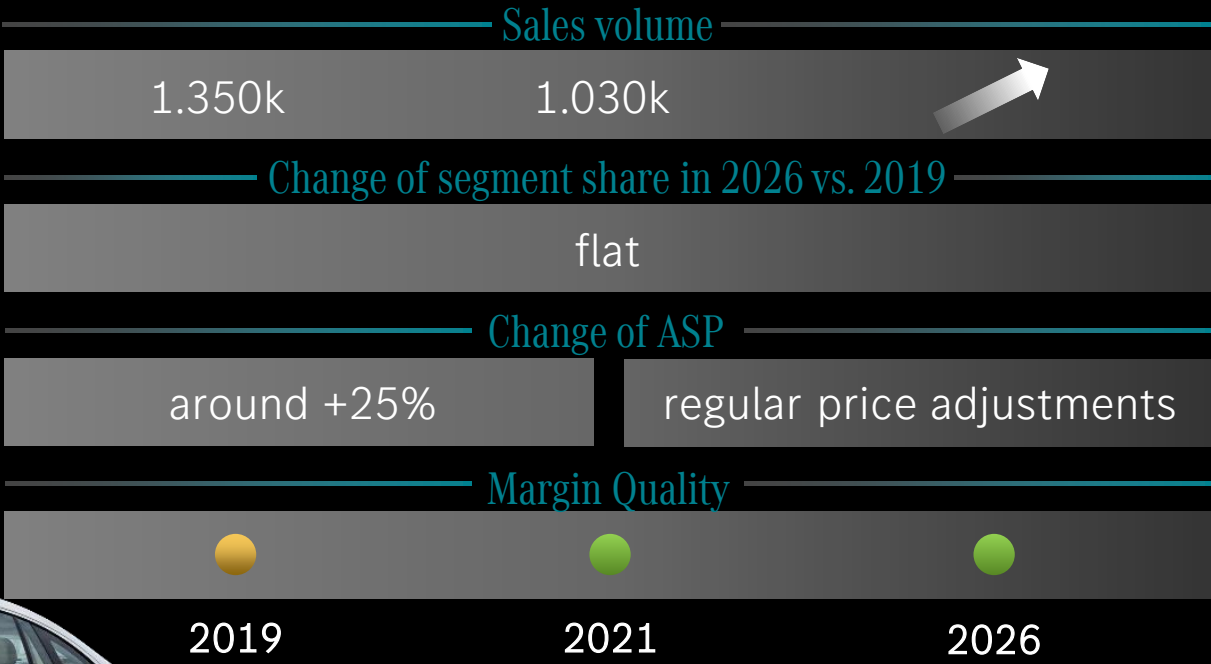 Sales volume
1.350k 1.030k
Change of segment share in 2026 vs. 2019
flat
Change of ASP
around +25% regular price adjustments
Margin Quality
2019 2021 2026